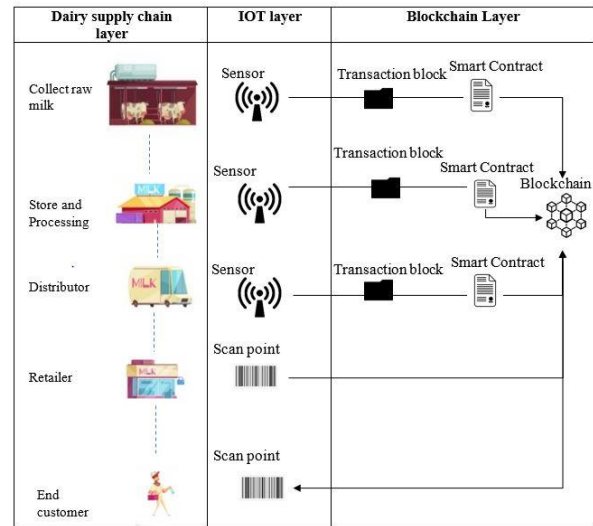 Dairy supply chain
layer
IOT layer
Blockchain Layer
Collect raw
milk
Sensor
Transaction block
Smart Contract
Store and
Processing
MILK
Sensor
Transaction block
Smart Contract
Blockchain
Distributor
MILK
Sensor
Transaction block
Smart Contract
Retailer
MILK
Scan point
End
customer
Scan point